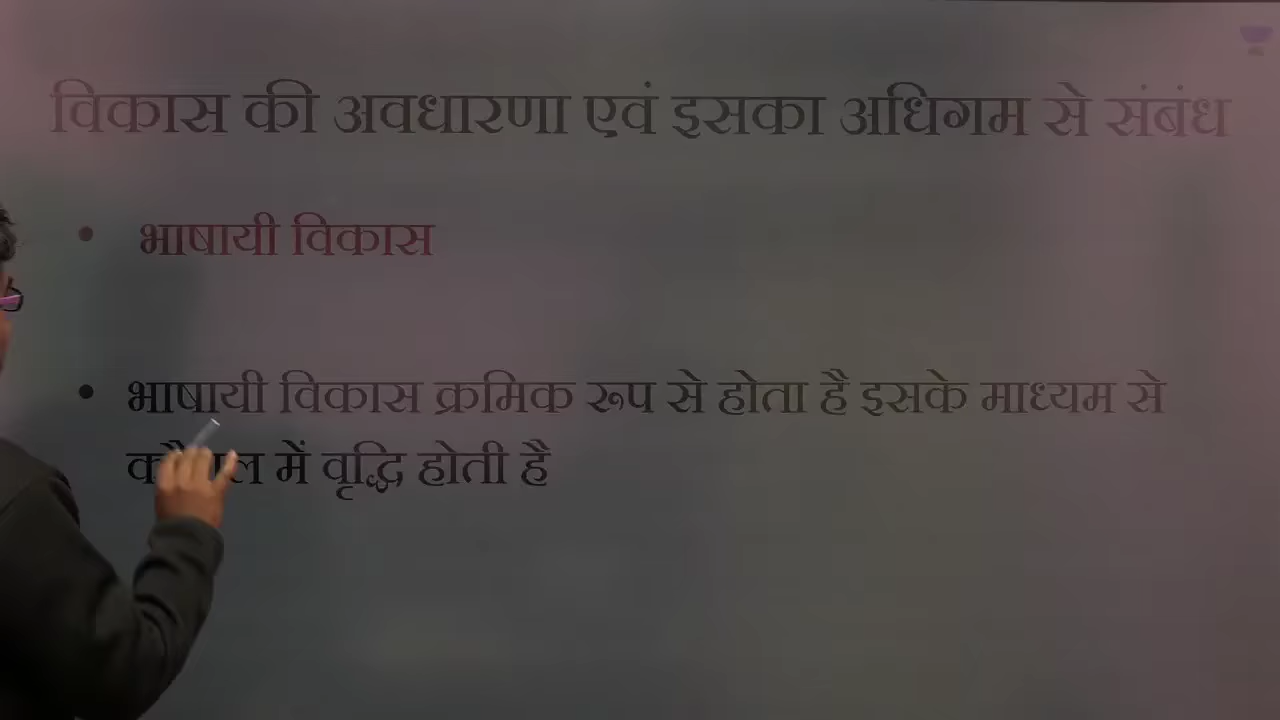 विकास की अवधारणा एवं इसका अधिगम से संबंध
• भाषायी विकास
• भाषायी विकास क्रमिक रूप से होता है इसके माध्यम से
में वृद्धि होती है